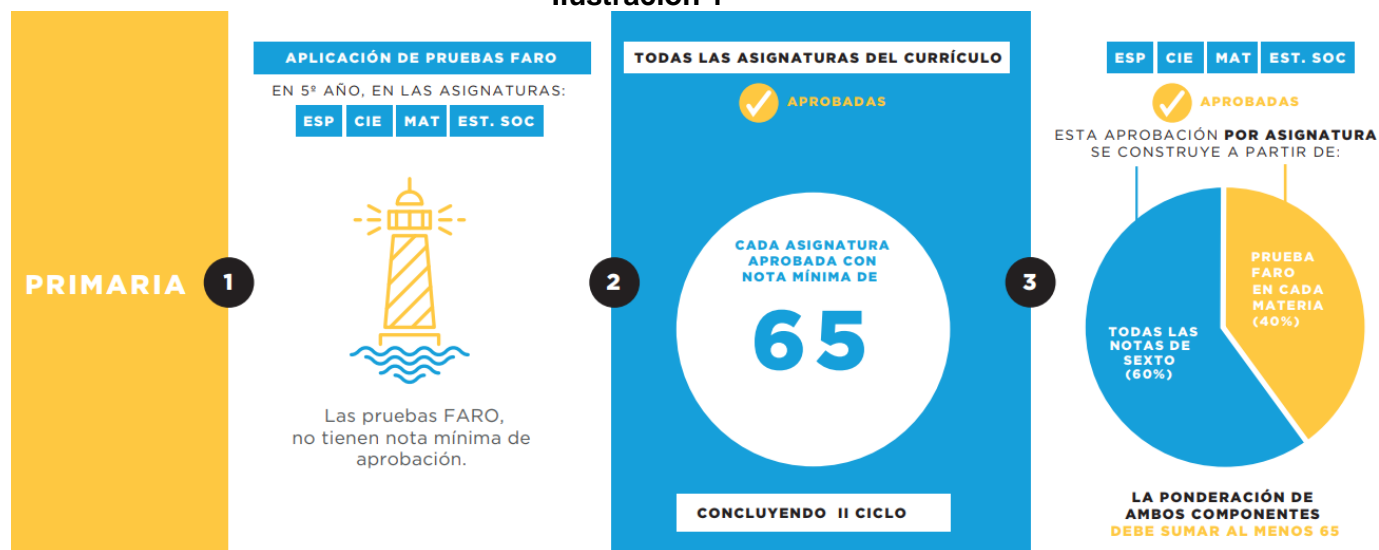 Ilustración 1
PRIMARIA
1
APLICACIÓN DE PRUEBAS FARO
EN 5º AÑO, EN LAS ASIGNATURAS:
ESP CIE MAT EST. SOC
Las pruebas FARO,
no tienen nota mínima de
aprobación.
2
TODAS LAS ASIGNATURAS DEL CURRÍCULO
APROBADAS
CADA ASIGNATURA
APROBADA CON
NOTA MÍNIMA DE
65
CONCLUYENDO II CICLO
3
ESP CIE MAT EST. SOC
APROBADAS
ESTA APROBACIÓN POR ASIGNATURA
SE CONSTRUYE A PARTIR DE:
TODAS LAS
NOTAS DE
SEXTO
(60%)
PRUEBA
FARO
EN CADA
MATERIA
(40%)
LA PONDERACIÓN DE
AMBOS COMPONENTES
DEBE SUMAR AL MENOS 65